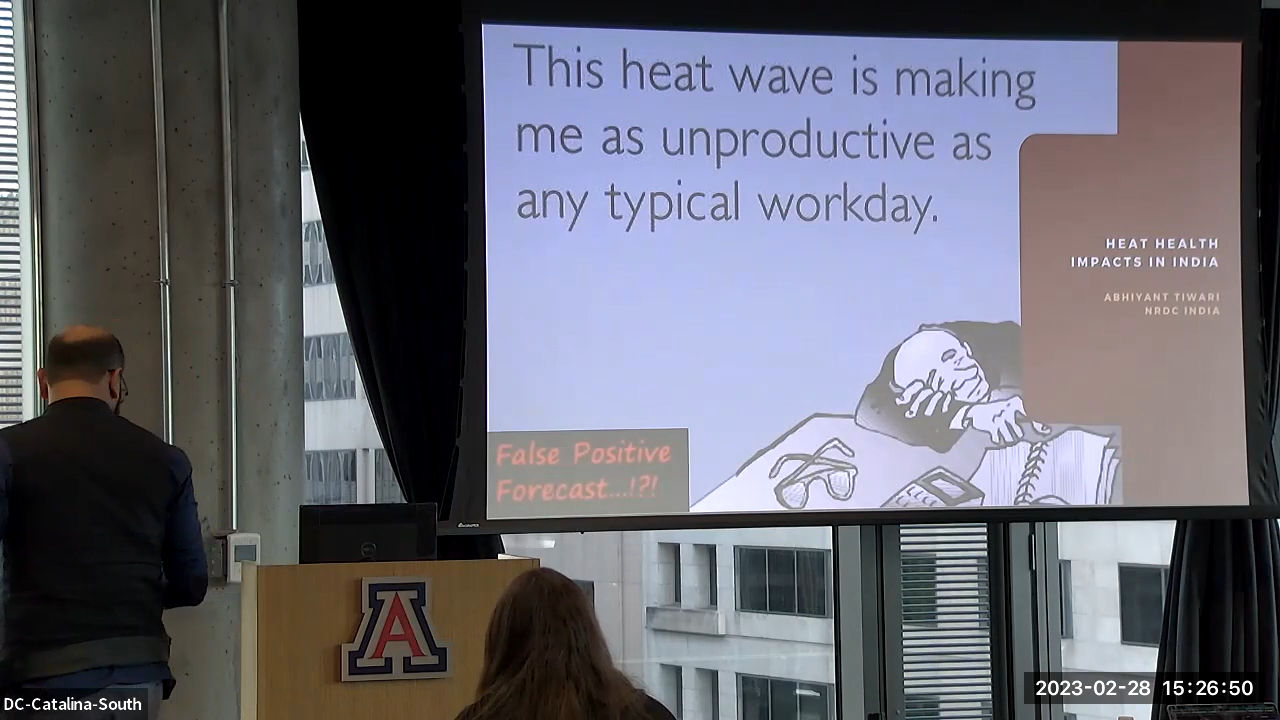 This heat wave is making
me as unproductive as
any typical workday.
HEAT HEALTH
IMPACTS IN INDIA
ABHIYANT TIWARI
NRDC INDIA
False Positive
Forecast...!?!
A
DC-Catalina-South
2023-02-28 15:26:50